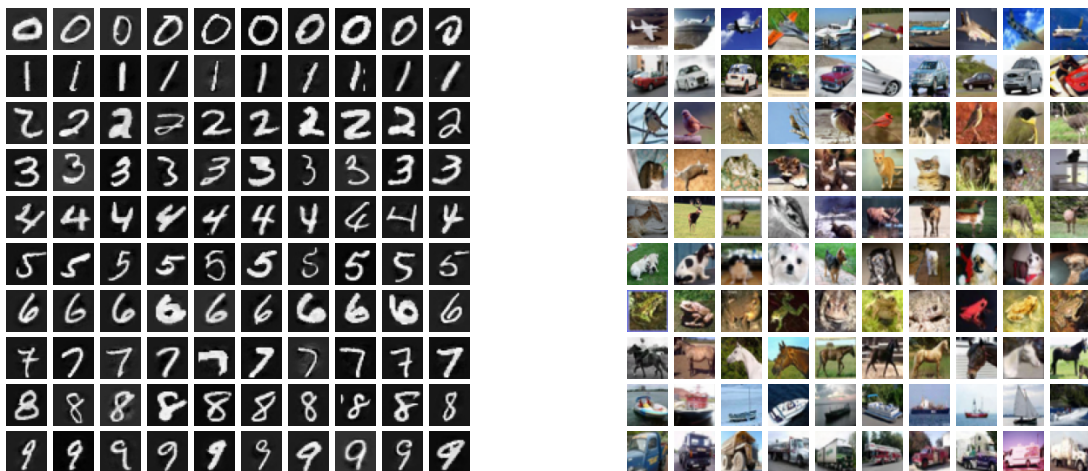 0 0 0 0 0 0 0 0 0 0
1 1 1 1 1 1 1 1 1 1
2 2 2 2 2 2 2 2 2 2
3 3 3 3 3 3 3 3 3 3
4 4 4 4 4 4 4 4 4 4
5 5 5 5 5 5 5 5 5 5
6 6 6 6 6 6 6 6 6 6
7 7 7 7 7 7 7 7 7 7
8 8 8 8 8 8 8 8 8 8
9 9 9 9 9 9 9 9 9 9